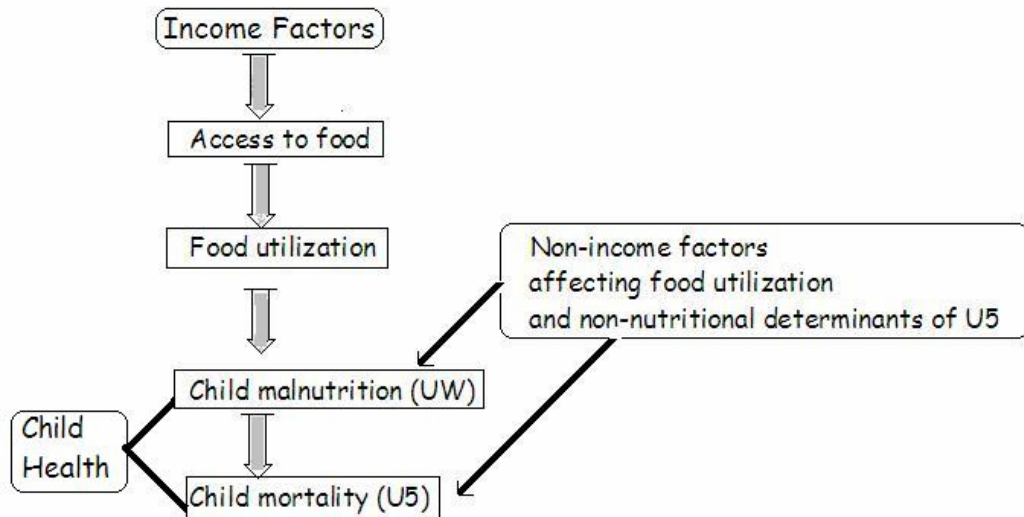 Income Factors
Access to food
Food utilization
Non-income factors
affecting food utilization
and non-nutritional determinants of U5
Child malnutrition (UW)
Child
Health
Child mortality (U5)